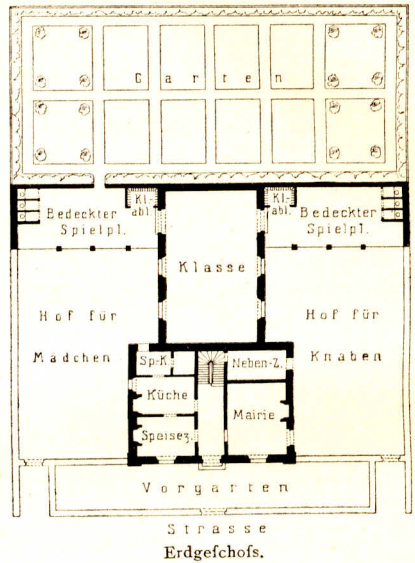 Garten
Kl-
abl.
Kl-
abl.
Bedeckter
Spielpl.
Bedeckter
Spielpl.
Klasse
Hof für
Mädchen
Hof für
Knaben
Sp-K.
Neben-Z.
Küche
Mairie
Speisez.
Vorgarten
Strasse
Erdgeſchoſs.